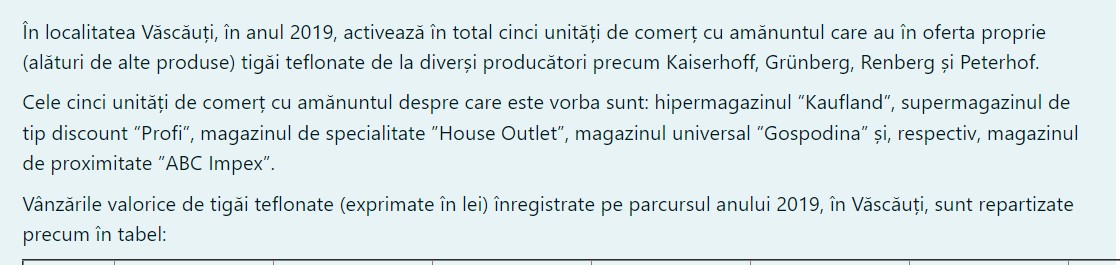 În localitatea Văscăuți, în anul 2019, activează în total cinci unități de comerț cu amănuntul care au în oferta proprie
(alături de alte produse) tigăi teflonate de la diverși producători precum Kaiserhoff, Grünberg, Renberg și Peterhof.
Cele cinci unități de comerț cu amănuntul despre care este vorba sunt: hipermagazinul “Kaufland”, supermagazinul de
tip discount ”Profi”, magazinul de specialitate ”House Outlet”, magazinul universal “Gospodina” și, respectiv, magazinul
de proximitate ”ABC Impex”.
Vânzările valorice de tigăi teflonate (exprimate în lei) înregistrate pe parcursul anului 2019, în Văscăuți, sunt repartizate
precum în tabel: